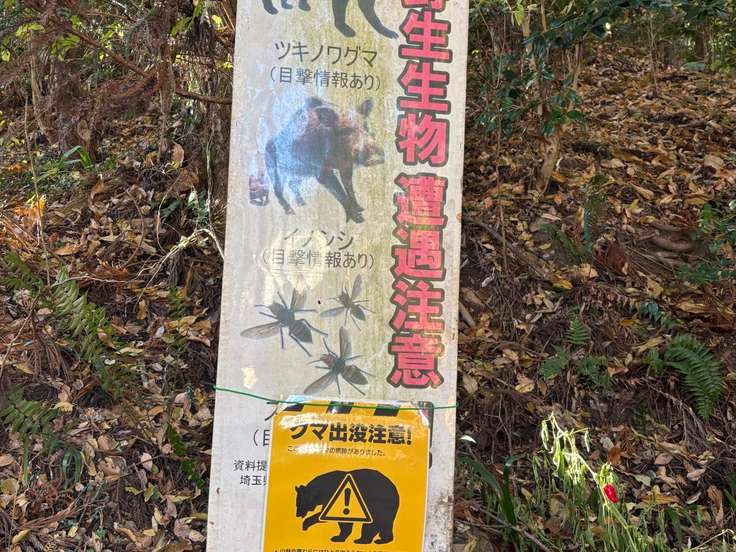 生生物 遭遇注意
ツキノワグマ
（目撃情報あり）
イノシシ
（目撃情報あり）
資料提
埼玉県
クマ出没注意！